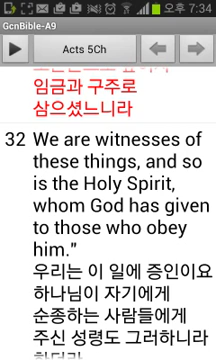 오후 7:34
GcnBible-A9
Acts 5Ch
임금과 구주로
삼으셨느니라
32 We are witnesses of
these things, and so
is the Holy Spirit,
whom God has given
to those who obey
him."
우리는 이 일에 증인이요
하나님이 자기에게
순종하는 사람들에게
주신 성령도 그러하니라